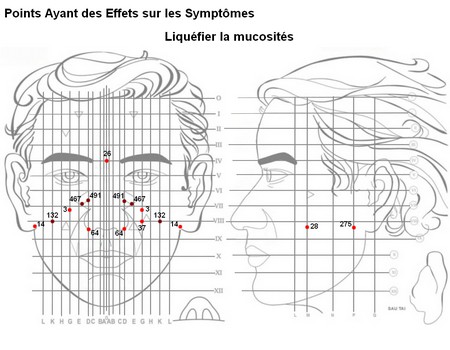 Points Ayant des Effets sur les Symptômes
Liquéfier la mucosités
O
I
II
III
26
IV
V
VI
491
491
467
467
VII
3
3
132
132
VIII
14
37
14
28
275
64
64
IX
X
XI
XII
L K H G E D C B A A B C D E G H K L
L M N P G